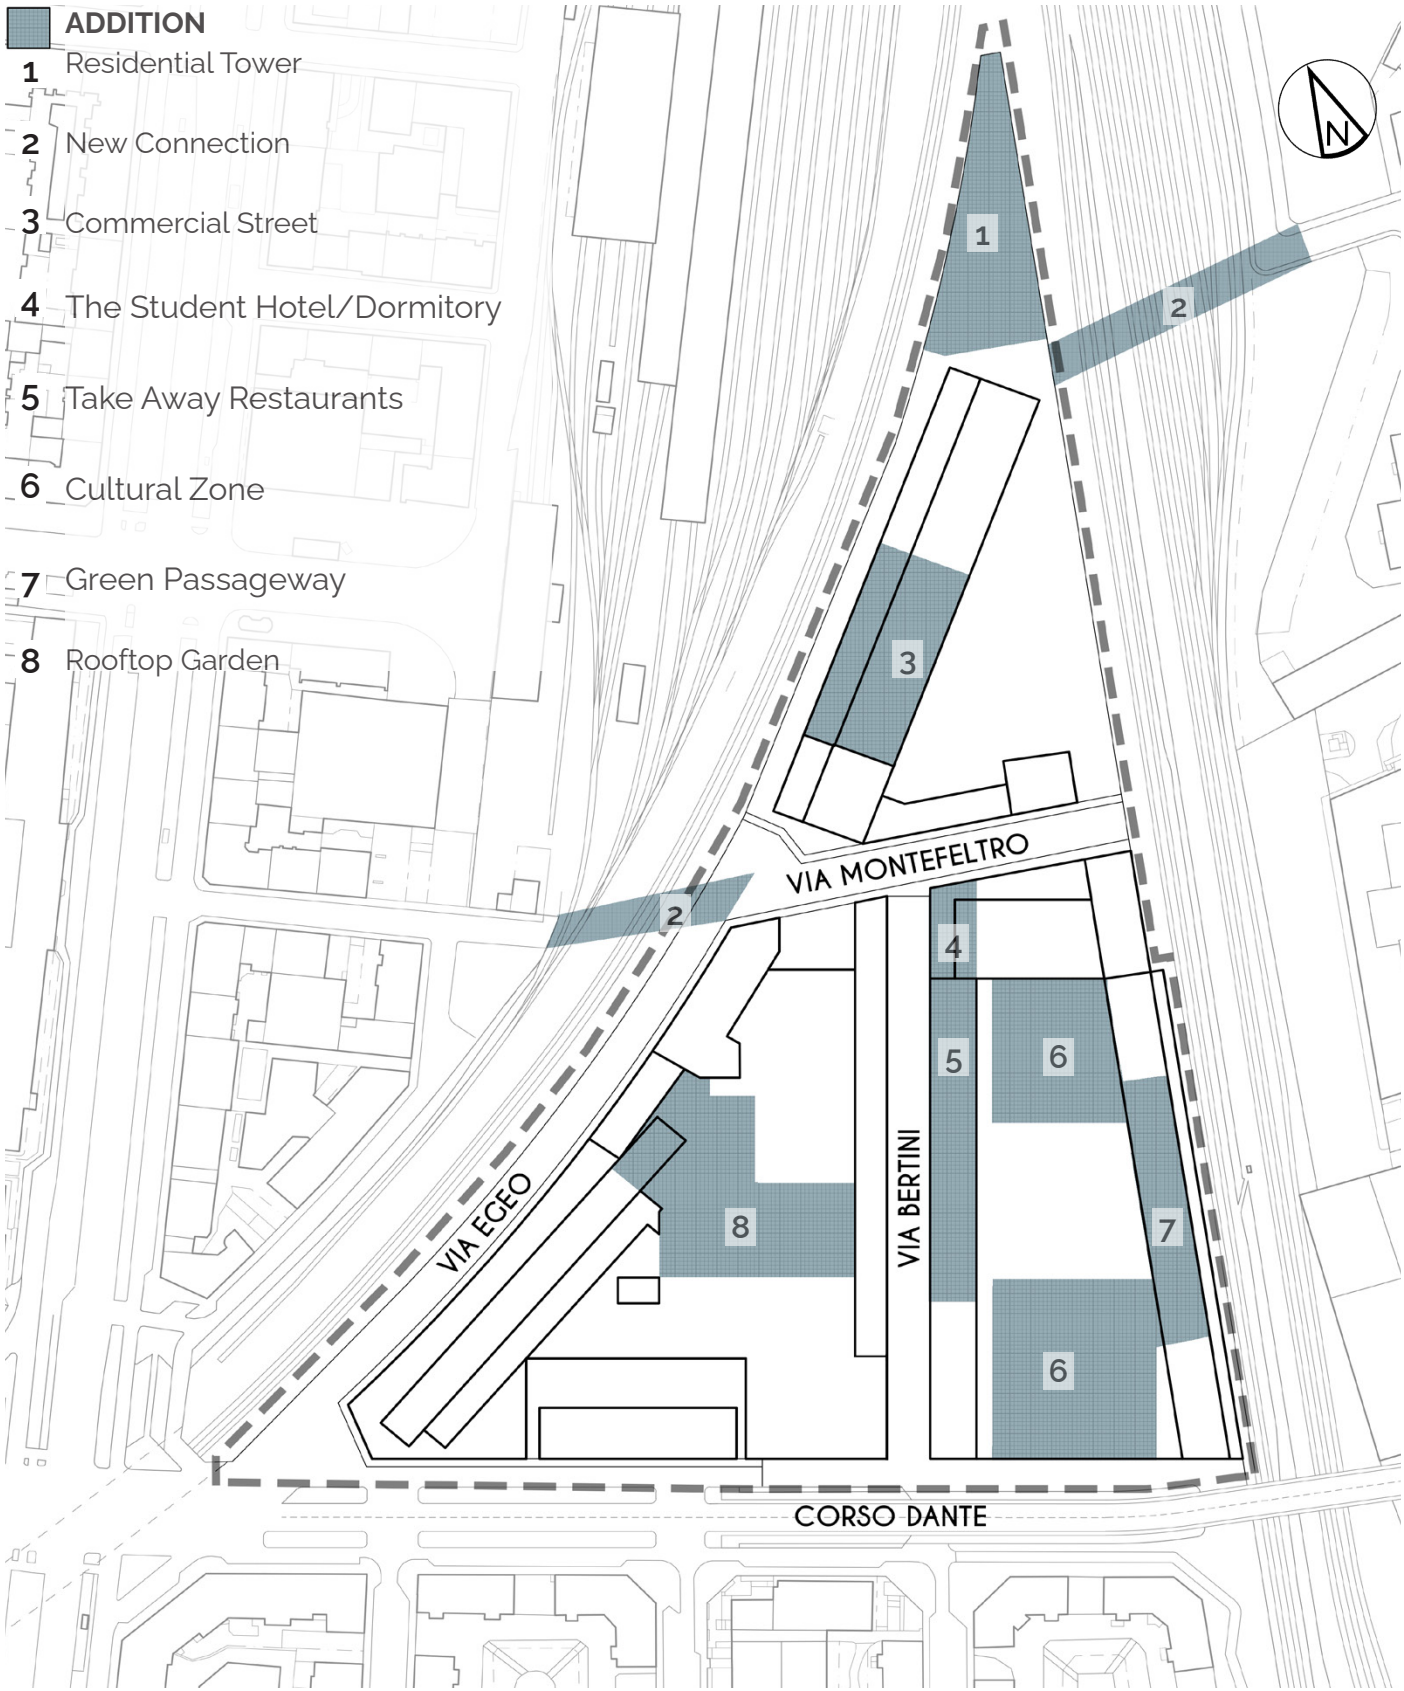 ADDITION
1 Residential Tower
2 New Connection
3 Commercial Street
4 The Student Hotel/Dormitory
5 Take Away Restaurants
6 Cultural Zone
7 Green Passageway
8 Rooftop Garden
N
1
2
3
VIA MONTEFELTRO
2
4
5
6
VIA EGEO
8
VIA BERTINI
7
6
CORSO DANTE